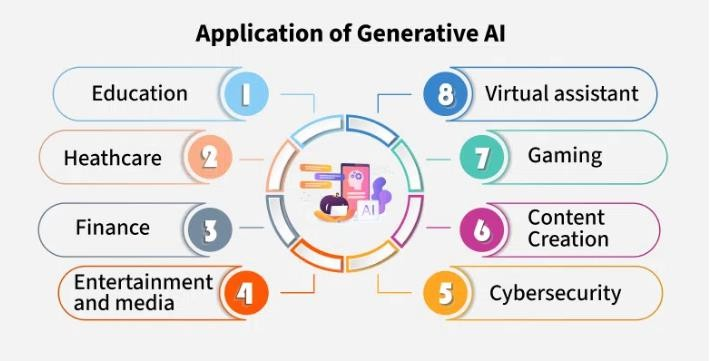 Application of Generative AI
Education
1
Heathcare
2
Finance
3
Entertainment
and media
4
5
Cybersecurity
6
Content
Creation
7
Gaming
8
Virtual assistant
AI